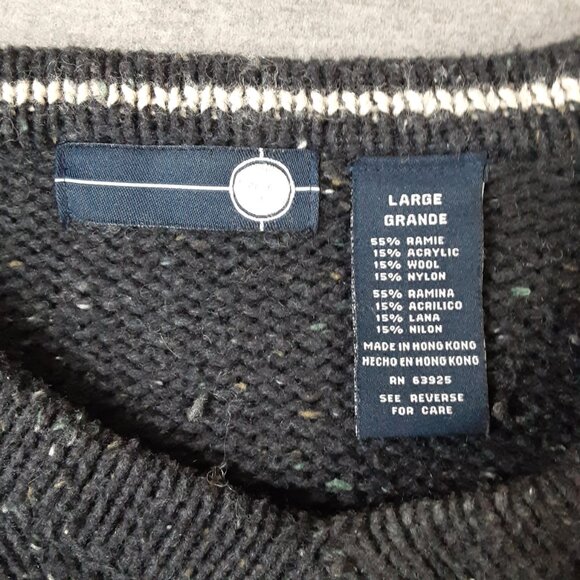 LARGE
GRANDE
55% RAMIE
15% ACRYLIC
15% WOOL
15% NYLON
55% RAMINA
15% ACRILICO
15% LANA
15% NILON
MADE IN HONG KONG
HECHO EN HONG KONG
RN 63925
SEE REVERSE
FOR CARE